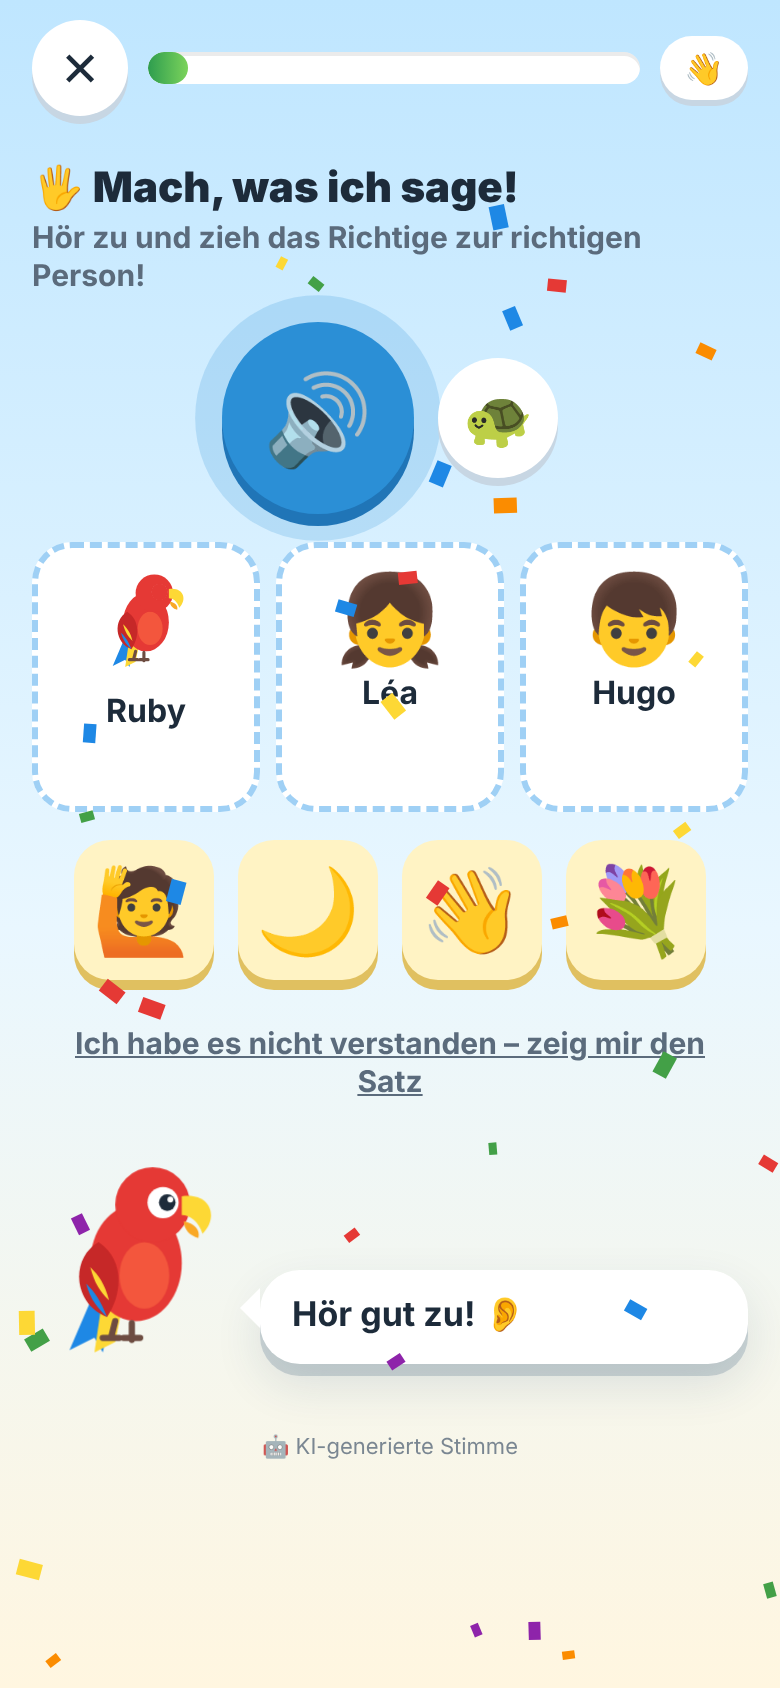 Mach, was ich sage!
Hör zu und zieh das Richtige zur richtigen
Person!
Ruby
Léa
Hugo
Ich habe es nicht verstanden – zeig mir den
Satz
Hör gut zu!
KI-generierte Stimme